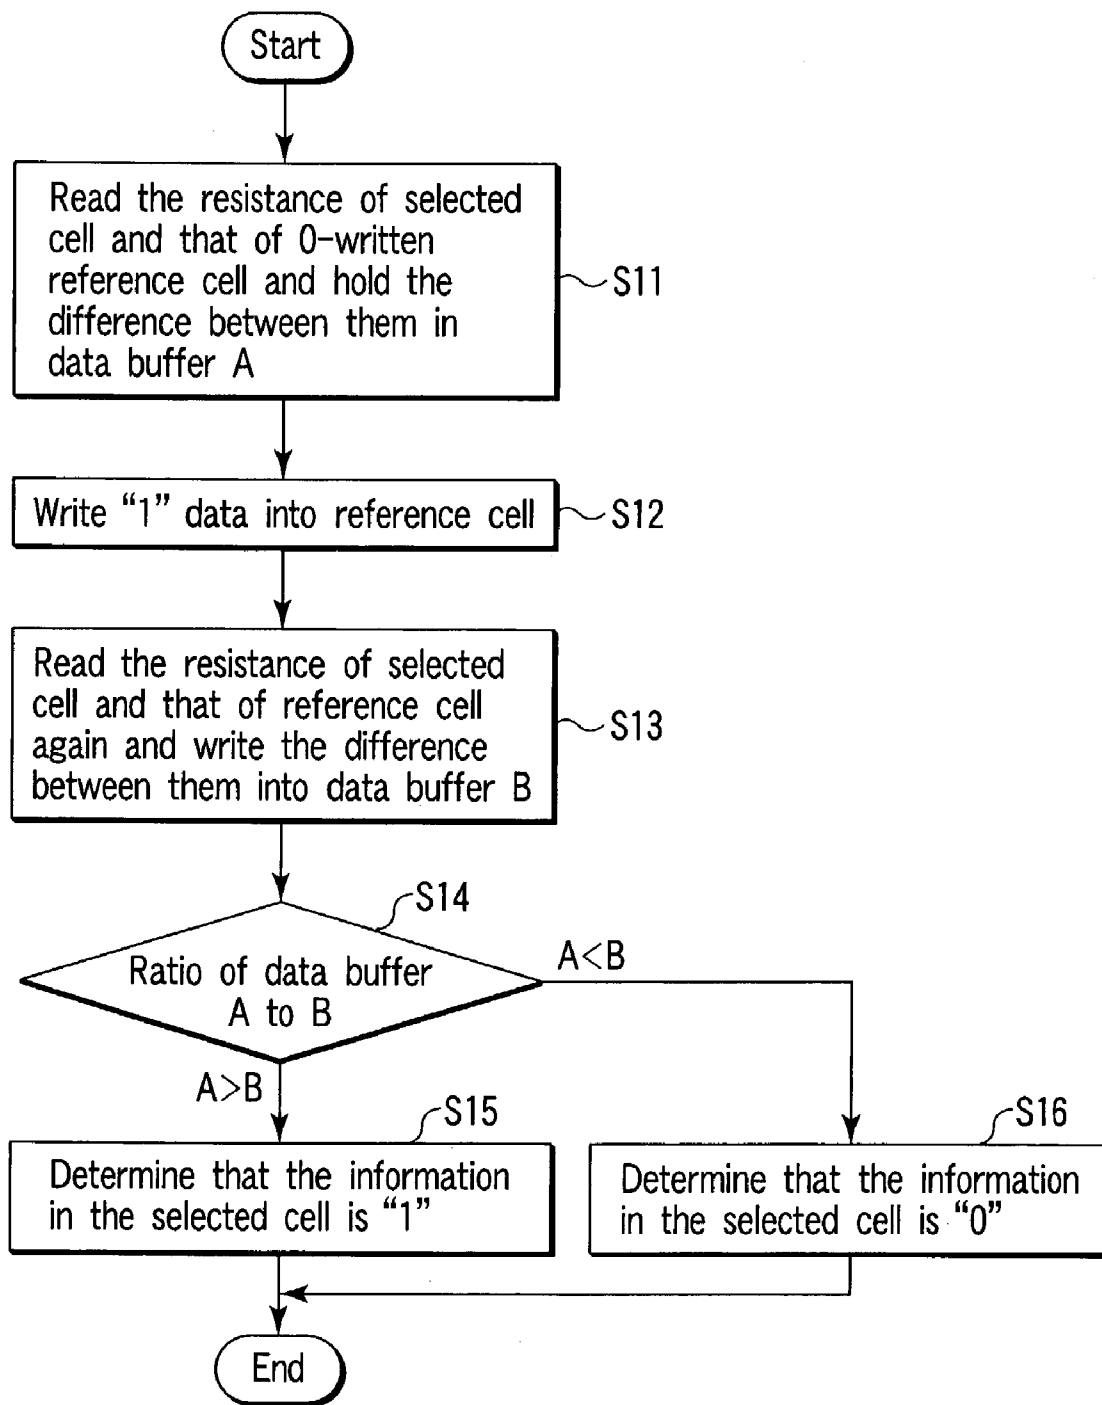 Start
Read the resistance of selected
cell and that of 0-written
reference cell and hold the
difference between them in
data buffer A
S11
Write “1” data into reference cell
S12
Read the resistance of selected
cell and that of reference cell
again and write the difference
between them into data buffer B
S13
S14
Ratio of data buffer
A to B
A<B
A>B
S15
Determine that the information
in the selected cell is “1”
S16
Determine that the information
in the selected cell is “0”
End